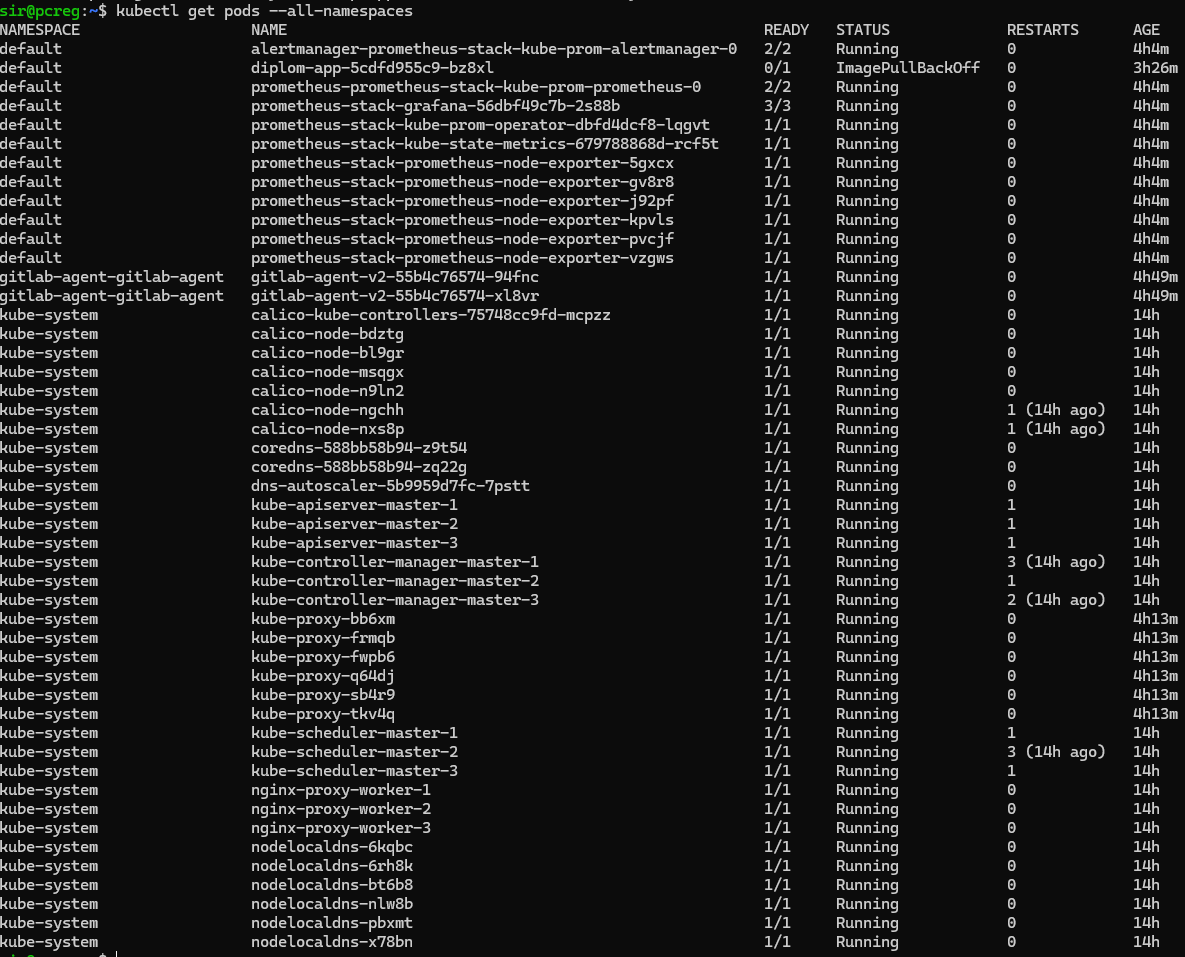 sir@pcreg:~$ kubectl get pods --all-namespaces
NAMESPACE NAME READY STATUS RESTARTS AGE
default alertmanager-prometheus-stack-kube-prom-alertmanager-0 2/2 Running 0 4h4m
default diplom-app-5cdfd955c9-bz8xl 0/1 ImagePullBackOff 0 3h26m
default prometheus-prometheus-stack-kube-prom-prometheus-0 2/2 Running 0 4h4m
default prometheus-stack-grafana-56dbf49c7b-2s88b 3/3 Running 0 4h4m
default prometheus-stack-kube-prom-operator-dbfd4dcf8-lqgvt 1/1 Running 0 4h4m
default prometheus-stack-kube-state-metrics-679788868d-rcf5t 1/1 Running 0 4h4m
default prometheus-stack-prometheus-node-exporter-5gxcx 1/1 Running 0 4h4m
default prometheus-stack-prometheus-node-exporter-gv8r8 1/1 Running 0 4h4m
default prometheus-stack-prometheus-node-exporter-j92pf 1/1 Running 0 4h4m
default prometheus-stack-prometheus-node-exporter-kpvls 1/1 Running 0 4h4m
default prometheus-stack-prometheus-node-exporter-pvcjf 1/1 Running 0 4h4m
default prometheus-stack-prometheus-node-exporter-vzgws 1/1 Running 0 4h4m
gitlab-agent-gitlab-agent gitlab-agent-v2-55b4c76574-94fnc 1/1 Running 0 4h49m
gitlab-agent-gitlab-agent gitlab-agent-v2-55b4c76574-xl8vr 1/1 Running 0 4h49m
kube-system calico-kube-controllers-75748cc9fd-mcpzz 1/1 Running 0 14h
kube-system calico-node-bdztg 1/1 Running 0 14h
kube-system calico-node-bl9gr 1/1 Running 0 14h
kube-system calico-node-msqgx 1/1 Running 0 14h
kube-system calico-node-n9ln2 1/1 Running 0 14h
kube-system calico-node-ngchh 1/1 Running 1 (14h ago) 14h
kube-system calico-node-nxs8p 1/1 Running 1 (14h ago) 14h
kube-system coredns-588bb58b94-z9t54 1/1 Running 0 14h
kube-system coredns-588bb58b94-zq22g 1/1 Running 0 14h
kube-system dns-autoscaler-5b9959d7fc-7pstt 1/1 Running 0 14h
kube-system kube-apiserver-master-1 1/1 Running 1 14h
kube-system kube-apiserver-master-2 1/1 Running 1 14h
kube-system kube-apiserver-master-3 1/1 Running 1 14h
kube-system kube-controller-manager-master-1 1/1 Running 3 (14h ago) 14h
kube-system kube-controller-manager-master-2 1/1 Running 1 14h
kube-system kube-controller-manager-master-3 1/1 Running 2 (14h ago) 14h
kube-system kube-proxy-bb6xm 1/1 Running 0 4h13m
kube-system kube-proxy-frmqb 1/1 Running 0 4h13m
kube-system kube-proxy-fwpb6 1/1 Running 0 4h13m
kube-system kube-proxy-q64dj 1/1 Running 0 4h13m
kube-system kube-proxy-sb4r9 1/1 Running 0 4h13m
kube-system kube-proxy-tkv4q 1/1 Running 0 4h13m
kube-system kube-scheduler-master-1 1/1 Running 1 14h
kube-system kube-scheduler-master-2 1/1 Running 3 (14h ago) 14h
kube-system kube-scheduler-master-3 1/1 Running 1 14h
kube-system nginx-proxy-worker-1 1/1 Running 0 14h
kube-system nginx-proxy-worker-2 1/1 Running 0 14h
kube-system nginx-proxy-worker-3 1/1 Running 0 14h
kube-system nodelocaldns-6kqbc 1/1 Running 0 14h
kube-system nodelocaldns-6rh8k 1/1 Running 0 14h
kube-system nodelocaldns-bt6b8 1/1 Running 0 14h
kube-system nodelocaldns-nlw8b 1/1 Running 0 14h
kube-system nodelocaldns-pbxmt 1/1 Running 0 14h
kube-system nodelocaldns-x78bn 1/1 Running 0 14h